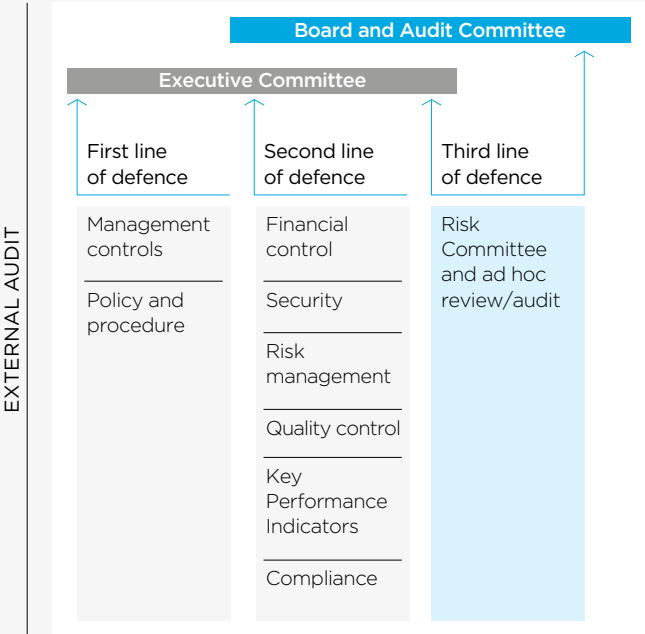 Board and Audit Committee
Executive Committee
First line
of defence
Second line
of defence
Third line
of defence
Management
controls
Policy and
procedure
Financial
control
Security
Risk
management
Quality control
Key
Performance
Indicators
Compliance
Risk
Committee
and ad hoc
review/audit
EXTERNAL AUDIT